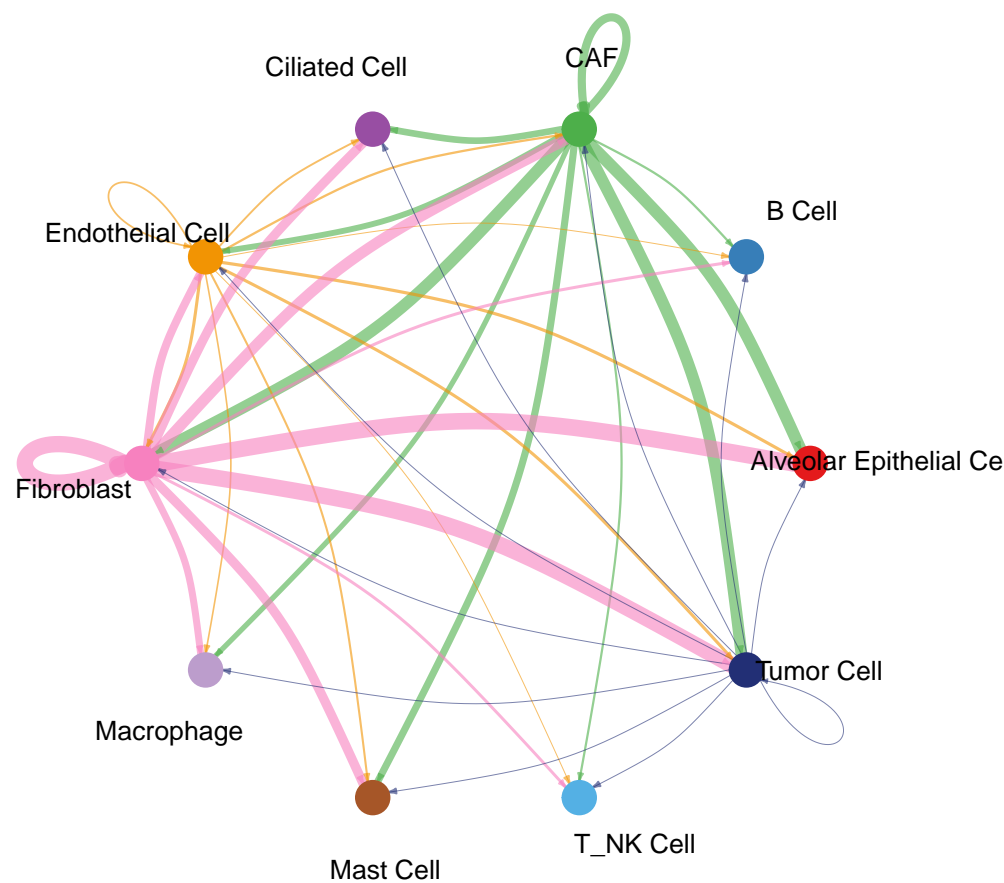 CAF
Ciliated Cell
B Cell
Endothelial Cell
Alveolar Epithelial Ce
Fibroblast
Tumor Cell
Macrophage
T_NK Cell
Mast Cell